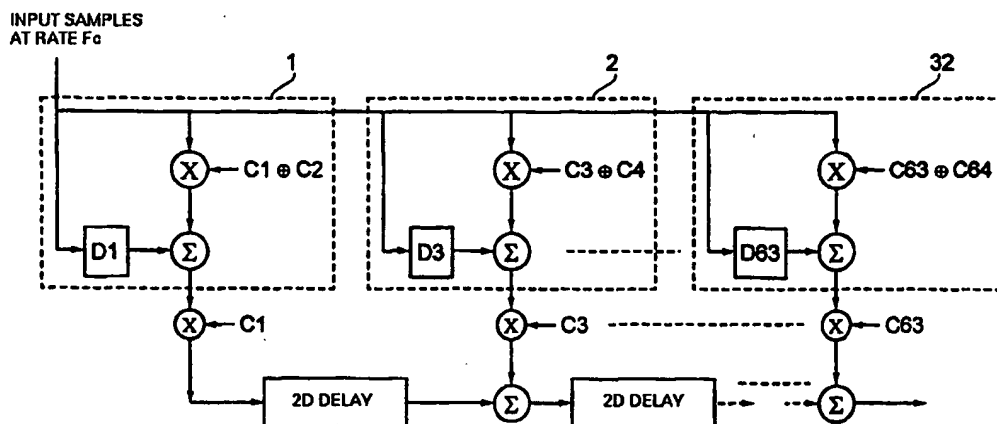 INPUT SAMPLES
AT RATE Fc
1
2
32
X
C1 ⊕ C2
X
C3 ⊕ C4
X
C63 ⊕ C64
D1
Σ
D3
Σ
D63
Σ
X
C1
X
C3
X
C63
2D DELAY
Σ
2D DELAY
Σ